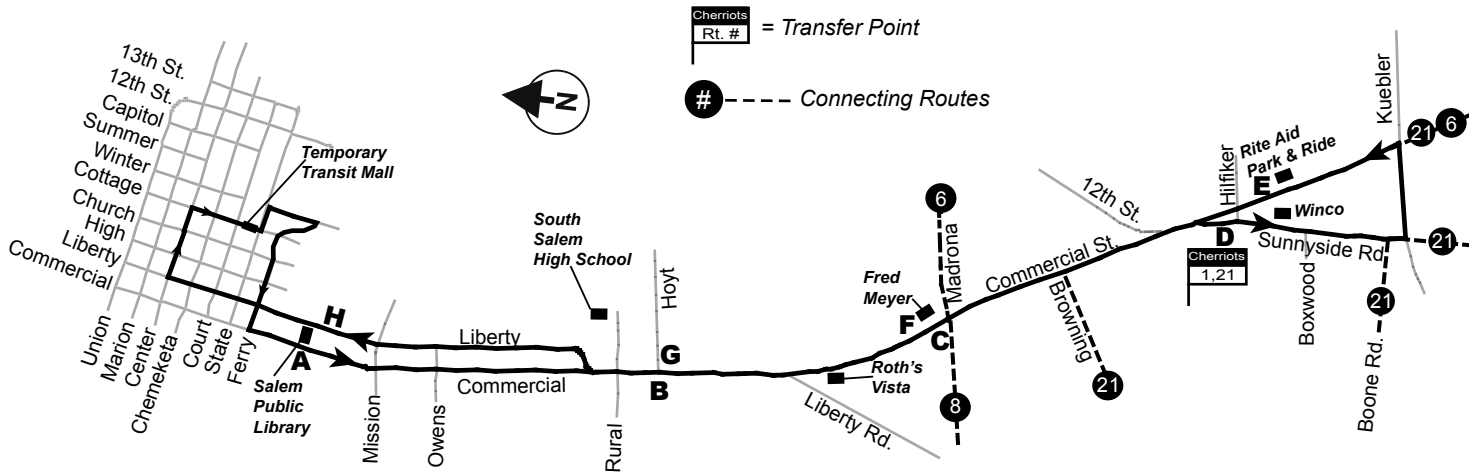 Cherriots
Rt. #
= Transfer Point
#
Connecting Routes
N
13th St.
12th St.
Capitol
Summer
Winter
Cottage
Church
High
Liberty
Commercial
Union
Marion
Center
Chemeketa
Court
State
Ferry
Temporary
Transit Mall
H
A
Salem
Public
Library
Mission
Owens
Liberty
Commercial
South
Salem
High School
Rural
Hoyt
G
B
Liberty Rd.
Roth's
Vista
Fred
Meyer
F
C
6
Madrona
8
Commercial St.
Browning
21
12th St.
Hilfiker
Rite Aid
Park & Ride
E
D
Cherriots
1,21
Winco
Sunnyside Rd
Boxwood
Boone Rd.
21
21
Kuebler
21
6